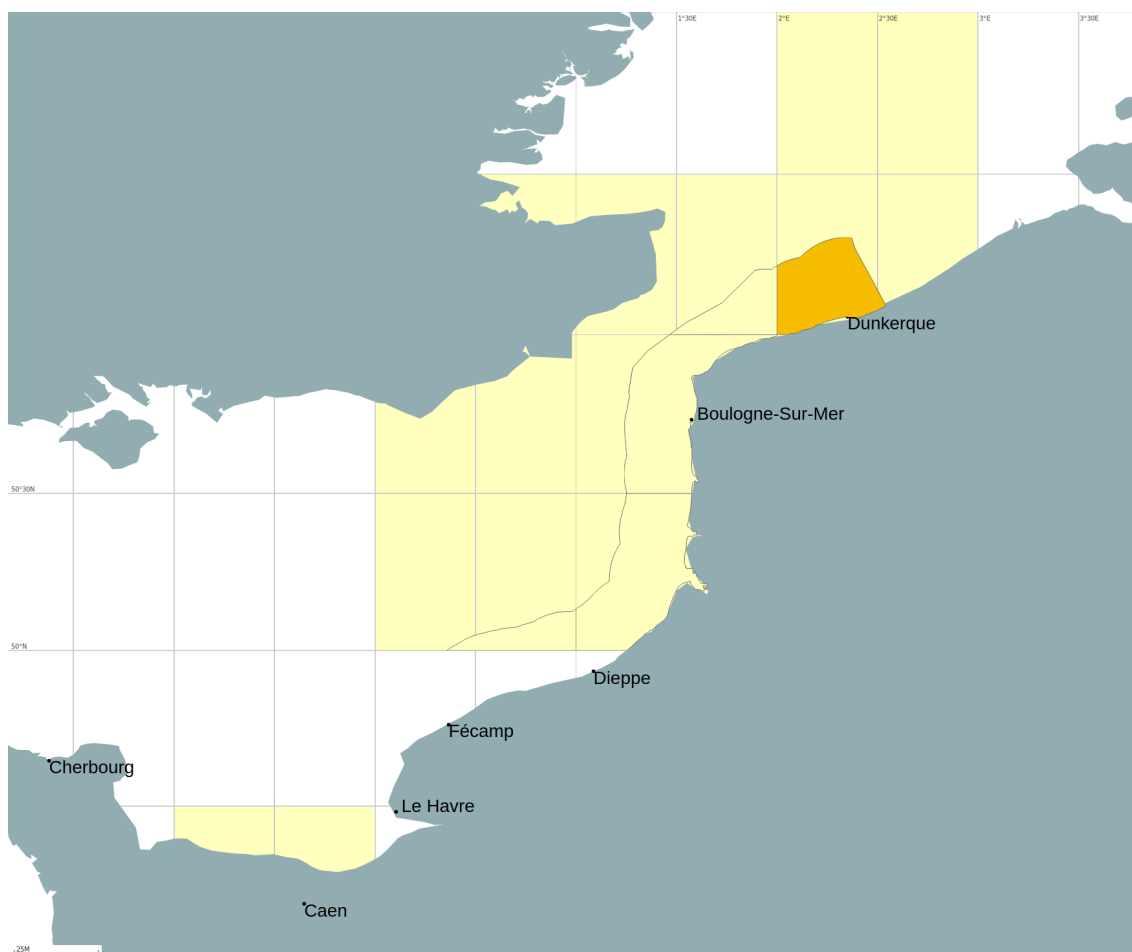 1°30E
2°E
2°30E
3°E
3°30E
Dunkerque
Boulogne-Sur-Mer
50°30N
50°N
Dieppe
Fécamp
Cherbourg
Le Havre
Caen
25M